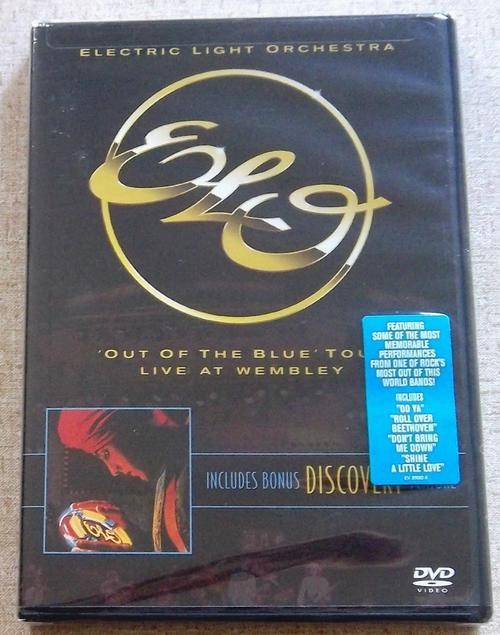 ELECTRIC LIGHT ORCHESTRA
ELO
'OUT OF THE BLUE' TOU
LIVE AT WEMBLEY
FEATURING
SOME OF THE MOST
MEMORABLE
PERFORMANCES
FROM ONE OF ROCK'S
MOST OUT OF THIS
WORLD BANDS!
INCLUDES
"DO YA"
"ROLL OVER
BEETHOVEN"
"DON'T BRING
ME DOWN"
"SHINE
A LITTLE LOVE"
INCLUDES BONUS DISCOVERY
DVD
VIDEO